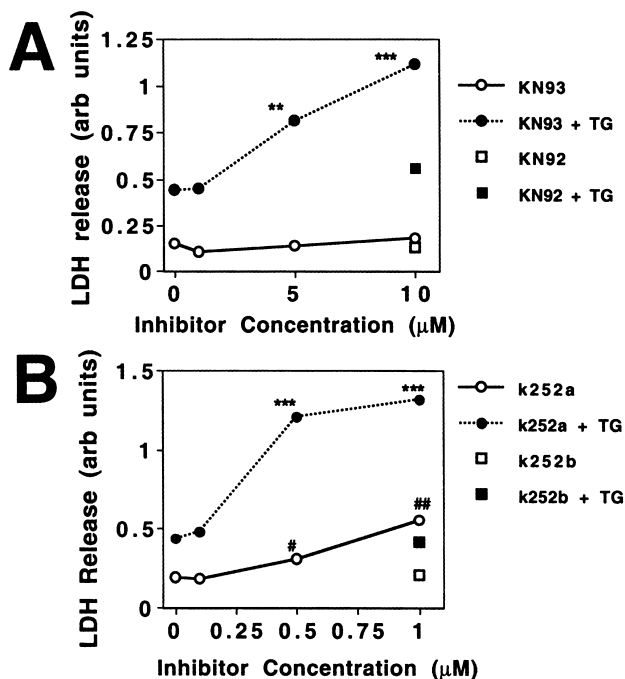 A
LDH release (arb units)
1.25
1
0.75
0.5
0.25
0
***
**
0 5 10
Inhibitor Concentration (μM)
KN93
KN93 + TG
KN92
KN92 + TG
B
LDH Release (arb units)
1.5
1
0.5
0
***
***
#
##
0 0.25 0.5 0.75 1
Inhibitor Concentration (μM)
k252a
k252a + TG
k252b
k252b + TG